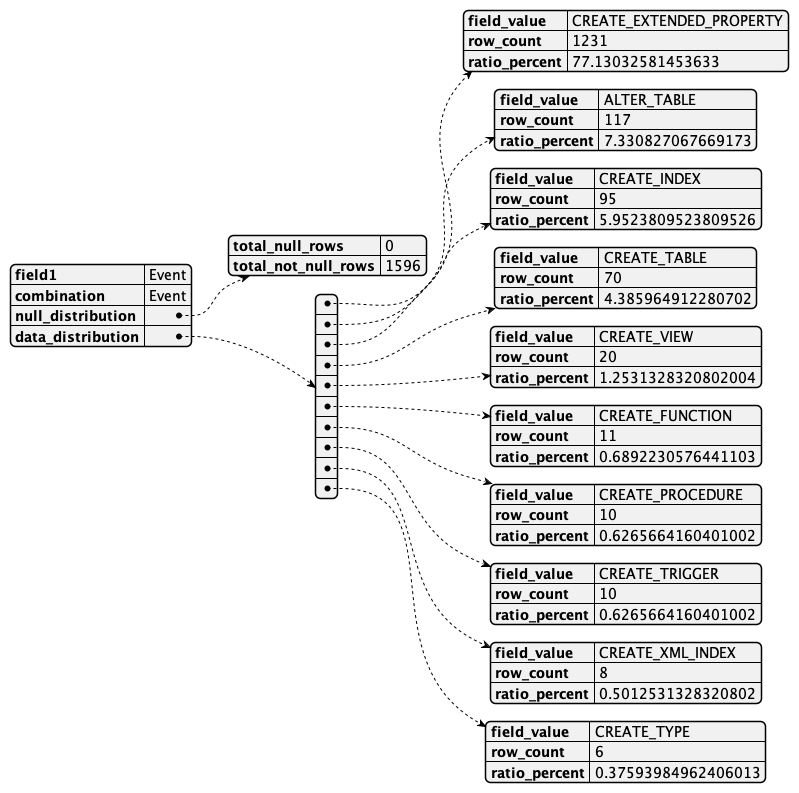 field1 Event
combination Event
null_distribution
data_distribution
total_null_rows 0
total_not_null_rows 1596
field_value CREATE_EXTENDED_PROPERTY
row_count 1231
ratio_percent 77.13032581453633
field_value ALTER_TABLE
row_count 117
ratio_percent 7.330827067669173
field_value CREATE_INDEX
row_count 95
ratio_percent 5.9523809523809526
field_value CREATE_TABLE
row_count 70
ratio_percent 4.385964912280702
field_value CREATE_VIEW
row_count 20
ratio_percent 1.2531328320802004
field_value CREATE_FUNCTION
row_count 11
ratio_percent 0.6892230576441103
field_value CREATE_PROCEDURE
row_count 10
ratio_percent 0.6265664160401002
field_value CREATE_TRIGGER
row_count 10
ratio_percent 0.6265664160401002
field_value CREATE_XML_INDEX
row_count 8
ratio_percent 0.5012531328320802
field_value CREATE_TYPE
row_count 6
ratio_percent 0.37593984962406013